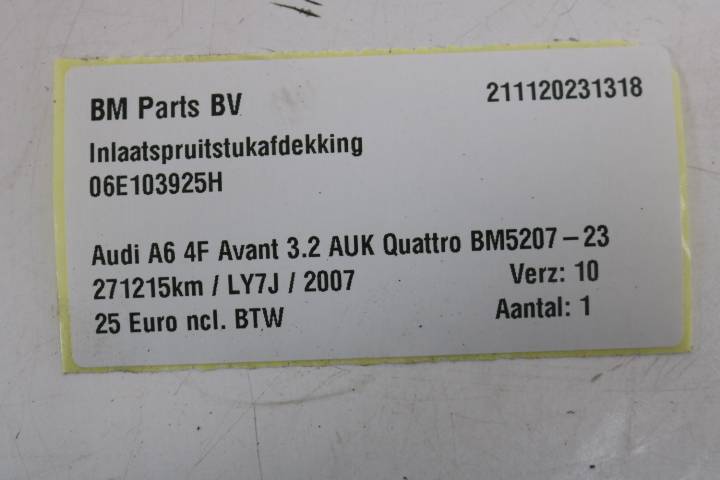 BM Parts BV 211120231318
Inlaatspruitstukafdekking
06E103925H
Audi A6 4F Avant 3.2 AUK Quattro BM5207-23
271215km / LY7J / 2007 Verz: 10
25 Euro ncl. BTW Aantal: 1